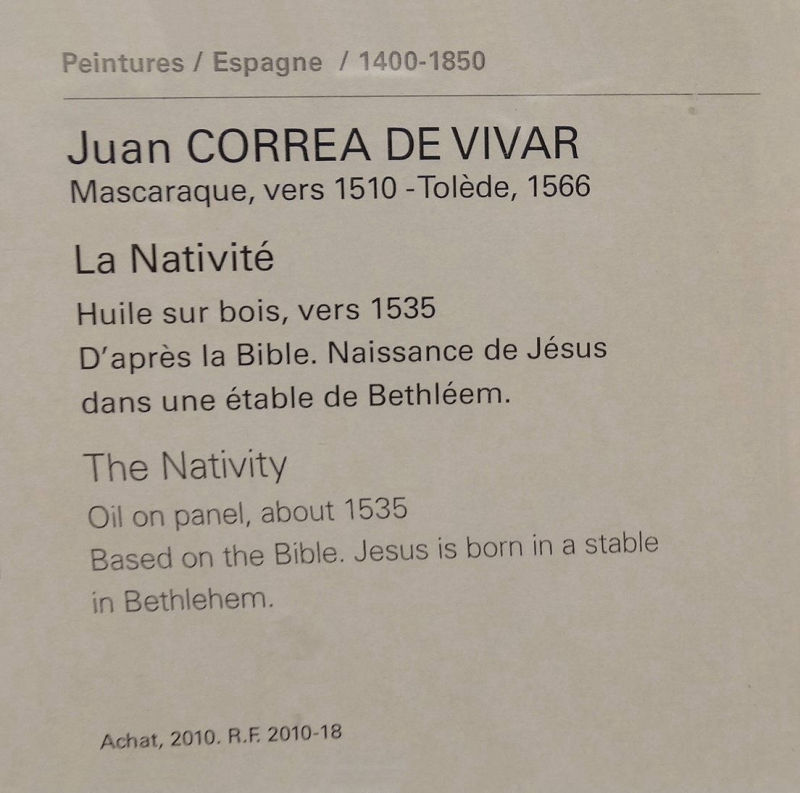 Peintures / Espagne / 1400-1850
Juan CORREA DE VIVAR
Mascaraque, vers 1510 - Tolède, 1566
La Nativité
Huile sur bois, vers 1535
D'après la Bible. Naissance de Jésus
dans une étable de Bethléem.
The Nativity
Oil on panel, about 1535
Based on the Bible. Jesus is born in a stable
in Bethlehem.
Achat, 2010. R.F. 2010-18